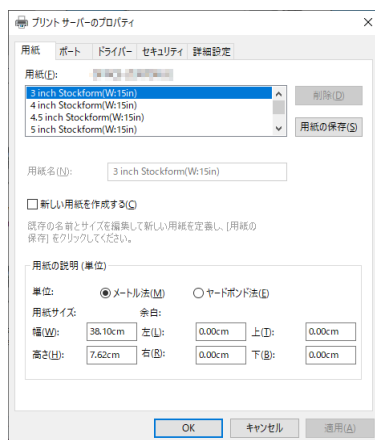 プリント サーバーのプロパティ
用紙 ポート ドライバー セキュリティ 詳細設定
用紙(F):
3 inch Stockform(W:15in)
4 inch Stockform(W:15in)
4.5 inch Stockform(W:15in)
5 inch Stockform(W:15in)
削除(D)
用紙の保存(S)
用紙名(N): 3 inch Stockform(W:15in)
新しい用紙を作成する(C)
既存の名前とサイズを編集して新しい用紙を定義し、[用紙の
保存] をクリックしてください。
用紙の説明 (単位)
単位: メートル法(M) ヤードポンド法(E)
用紙サイズ: 余白:
幅(W): 38.10cm 左(L): 0.00cm 上(T): 0.00cm
高さ(H): 7.62cm 右(R): 0.00cm 下(B): 0.00cm
OK キャンセル 適用(A)